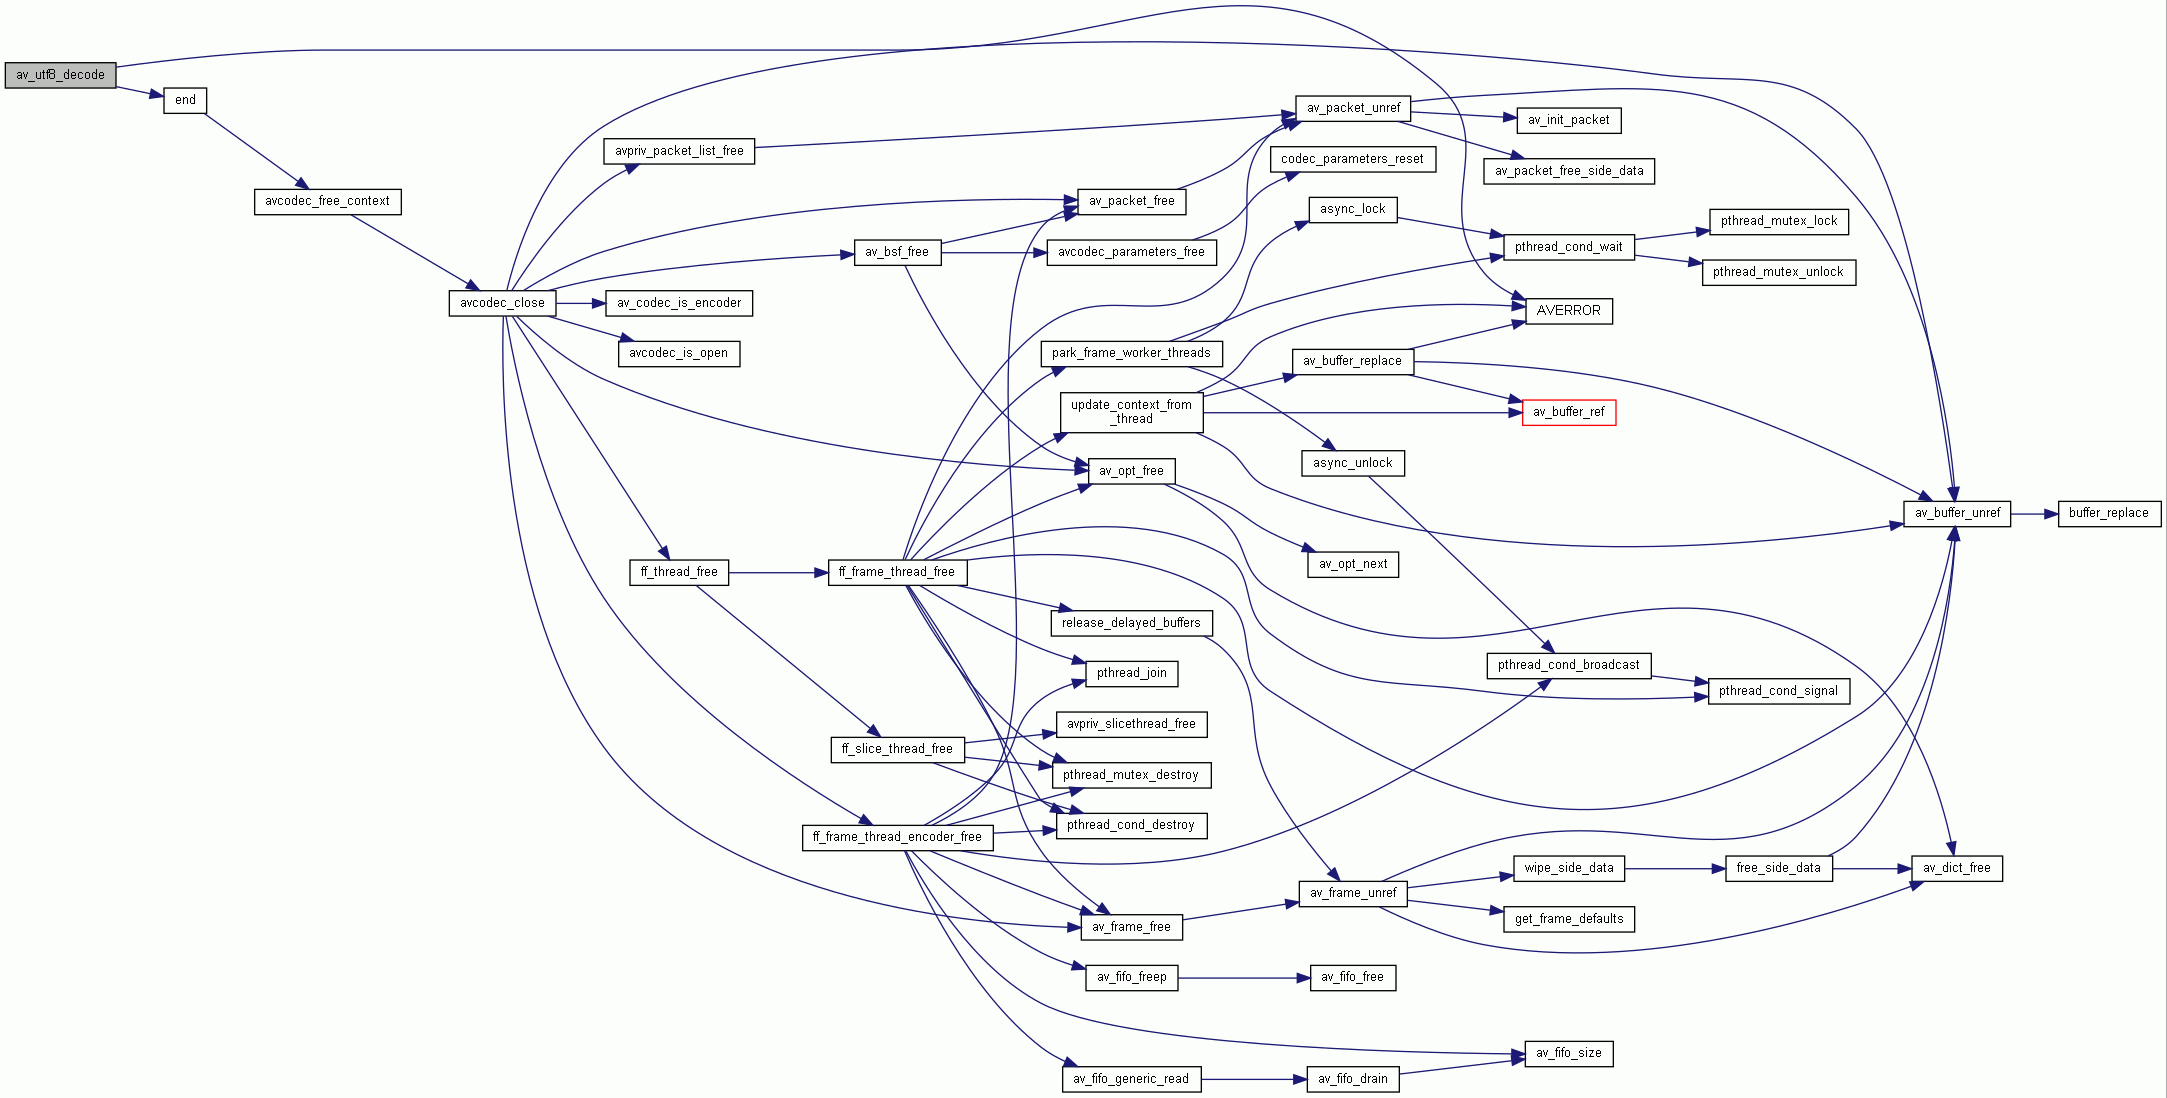 av_utf8_decode
end
avcodec_free_context
avcodec_close
avpriv_packet_list_free
av_codec_is_encoder
avcodec_is_open
ff_thread_free
av_bsf_free
ff_frame_thread_free
ff_slice_thread_free
ff_frame_thread_encoder_free
av_packet_free
avcodec_parameters_free
park_frame_worker_threads
update_context_from
_thread
av_opt_free
release_delayed_buffers
pthread_join
avpriv_slicethread_free
pthread_mutex_destroy
pthread_cond_destroy
av_frame_free
av_fifo_freep
av_fifo_generic_read
av_packet_unref
codec_parameters_reset
async_lock
av_buffer_replace
async_unlock
av_opt_next
av_frame_unref
av_fifo_free
av_fifo_drain
av_init_packet
av_packet_free_side_data
pthread_cond_wait
AVERROR
av_buffer_ref
pthread_cond_broadcast
wipe_side_data
get_frame_defaults
av_fifo_size
pthread_mutex_lock
pthread_mutex_unlock
pthread_cond_signal
free_side_data
av_buffer_unref
av_dict_free
buffer_replace